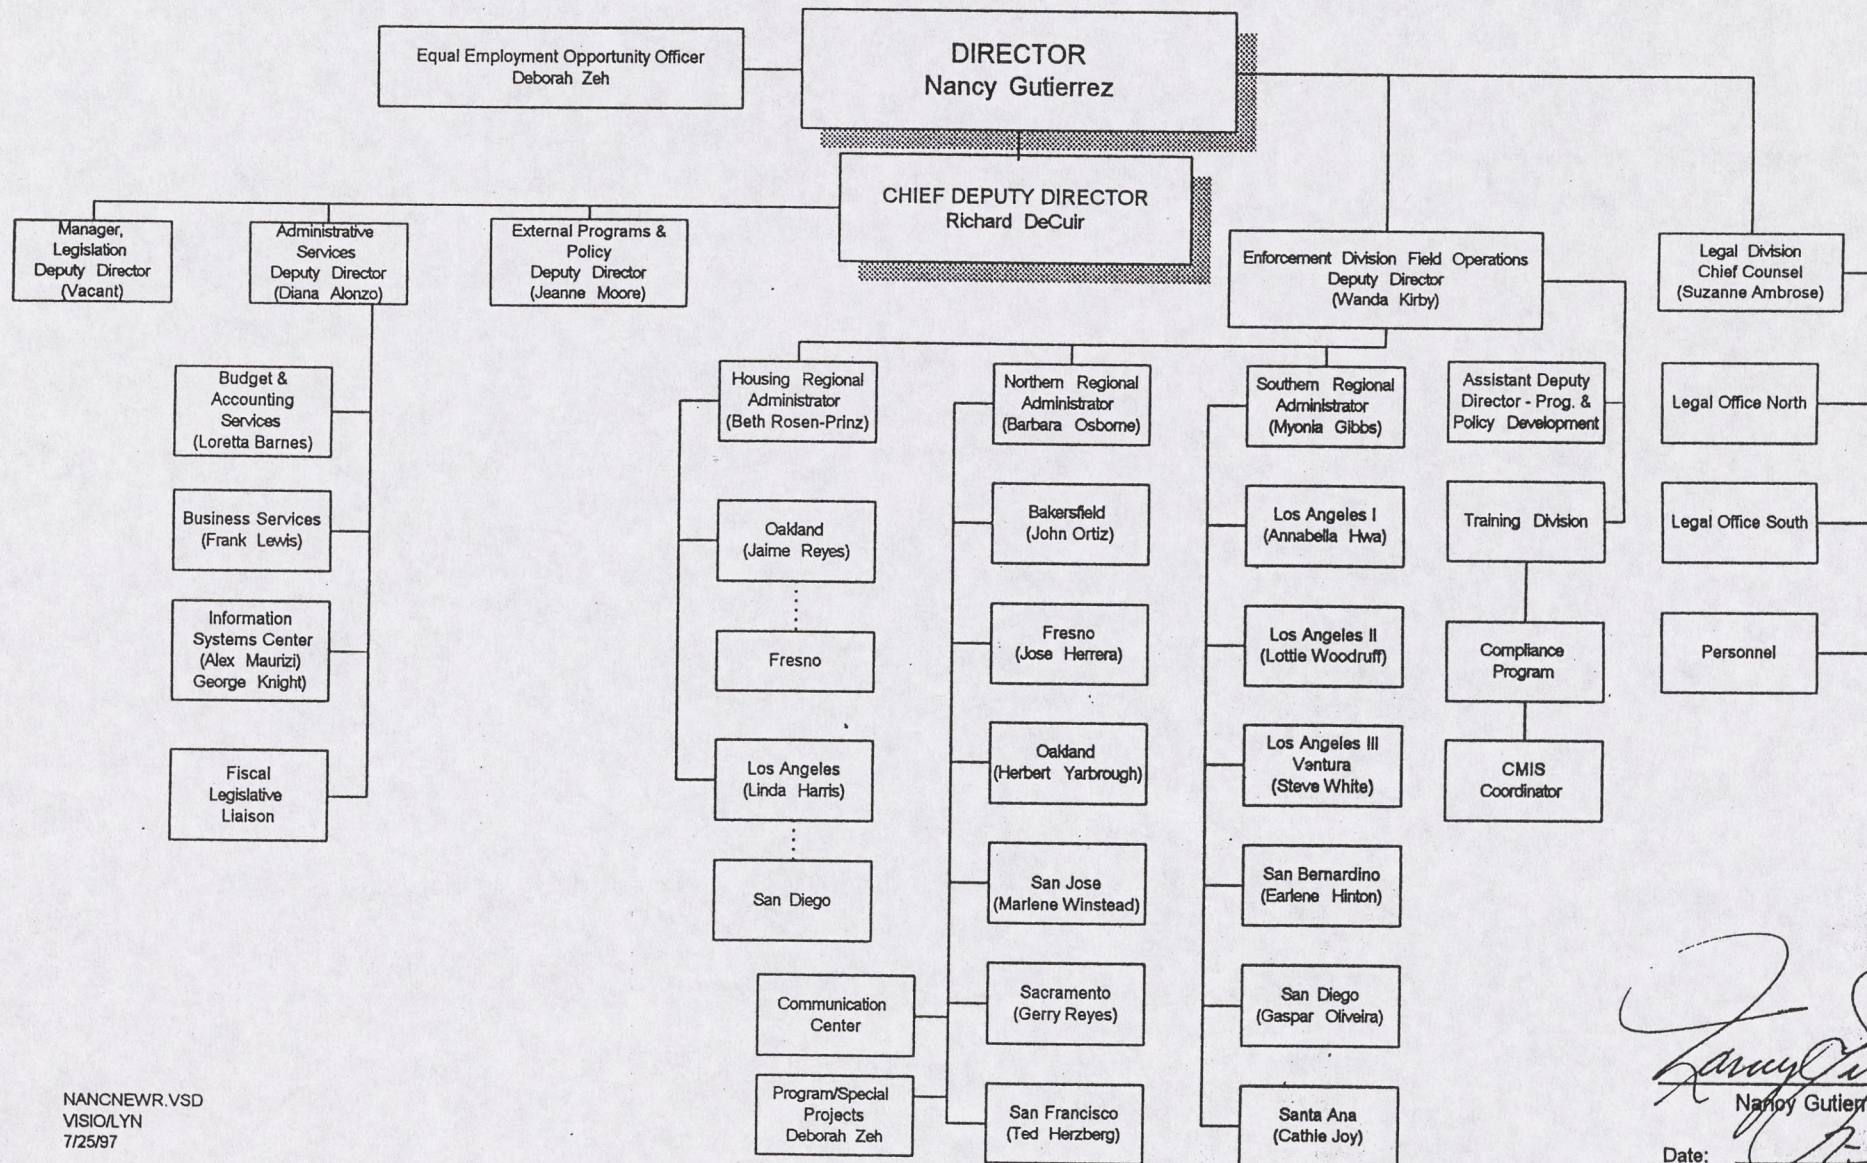 Equal Employment Opportunity Officer
Deborah Zeh
DIRECTOR
Nancy Gutierrez
CHIEF DEPUTY DIRECTOR
Richard DeCuir
Manager,
Legislation
Deputy Director
(Vacant)
Administrative
Services
Deputy Director
(Diana Alonzo)
External Programs &
Policy
Deputy Director
(Jeanne Moore)
Enforcement Division Field Operations
Deputy Director
(Wanda Kirby)
Legal Division
Chief Counsel
(Suzanne Ambrose)
Budget &
Accounting
Services
(Loretta Barnes)
Business Services
(Frank Lewis)
Information
Systems Center
(Alex Maurizi)
George Knight)
Fiscal
Legislative
Liaison
Housing Regional
Administrator
(Beth Rosen-Prinz)
Oakland
(Jaime Reyes)
Fresno
Los Angeles
(Linda Harris)
San Diego
Communication
Center
Program/Special
Projects
Deborah Zeh
Northern Regional
Administrator
(Barbara Osborne)
Bakersfield
(John Ortiz)
Fresno
(Jose Herrera)
Oakland
(Herbert Yarbrough)
San Jose
(Marlene Winstead)
Sacramento
(Gerry Reyes)
San Francisco
(Ted Herzberg)
Southern Regional
Administrator
(Myonia Gibbs)
Los Angeles I
(Annabella Hwa)
Los Angeles II
(Lottie Woodruff)
Los Angeles III
Ventura
(Steve White)
San Bernardino
(Earlene Hinton)
San Diego
(Gaspar Oliveira)
Santa Ana
(Cathie Joy)
Assistant Deputy
Director - Prog. &
Policy Development
Training Division
Compliance
Program
CMIS
Coordinator
Legal Office North
Legal Office South
Personnel
NANCNEWR.VSD
VISIO/LYN
7/25/97
Nancy
Nancy Gutierr
Date: